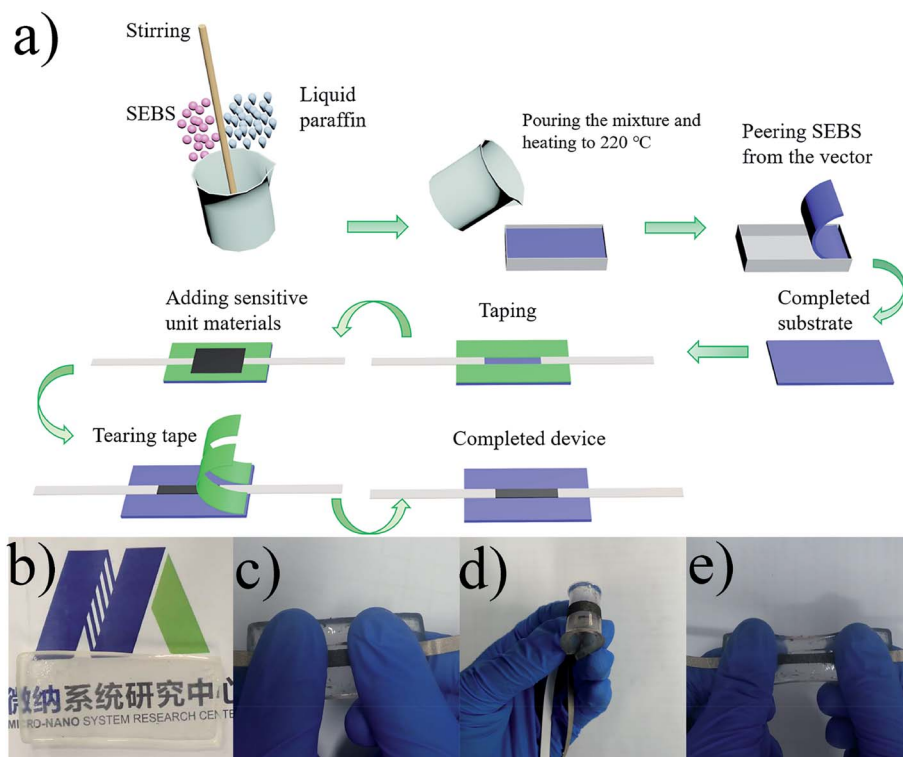 a)
Stirring
SEBS
Liquid
paraffin
Pouring the mixture and
heating to 220 °C
Peering SEBS
from the vector
Adding sensitive
unit materials
Taping
Completed
substrate
Tearing tape
Completed device
b)
c)
d)
e)
微纳系统研究中心
MICRO-NANO SYSTEM RESEARCH CENTE